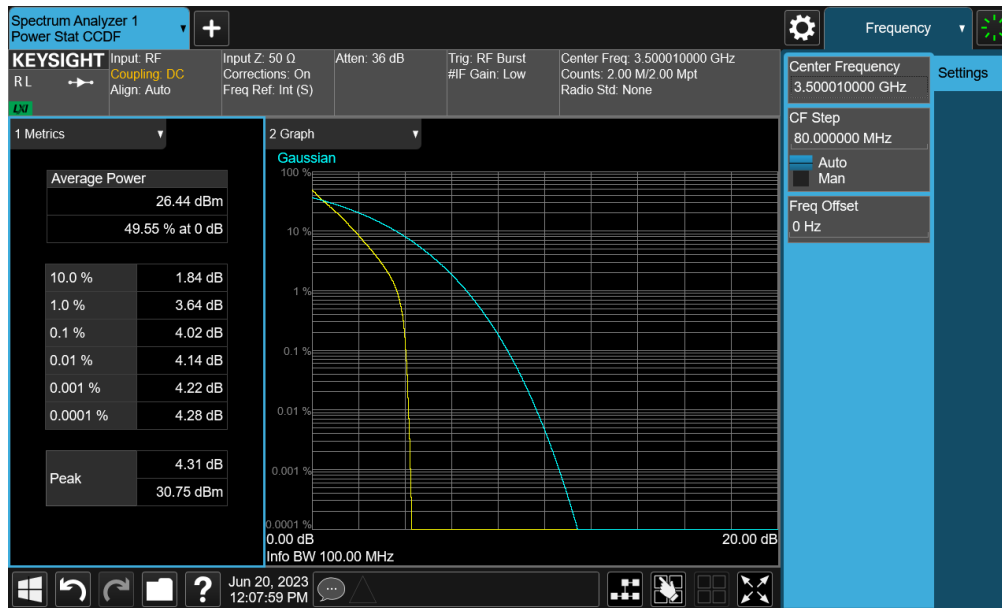 Spectrum Analyzer 1
Power Stat CCDF
+
Frequency
KEYSIGHT
RL
LXI
Input: RF
Coupling: DC
Align: Auto
Input Z: 50 Ω
Corrections: On
Freq Ref: Int (S)
Atten: 36 dB
Trig: RF Burst
#IF Gain: Low
Center Freq: 3.500010000 GHz
Counts: 2.00 M/2.00 Mpt
Radio Std: None
Center Frequency
3.500010000 GHz
Settings
CF Step
80.000000 MHz
Auto
Man
Freq Offset
0 Hz
1 Metrics
Average Power
26.44 dBm
49.55 % at 0 dB
10.0 % 1.84 dB
1.0 % 3.64 dB
0.1 % 4.02 dB
0.01 % 4.14 dB
0.001 % 4.22 dB
0.0001 % 4.28 dB
Peak 4.31 dB
30.75 dBm
2 Graph
Gaussian
100 %
10 %
1 %
0.1 %
0.01 %
0.001 %
0.0001 %
0.00 dB 20.00 dB
Info BW 100.00 MHz
?
Jun 20, 2023
12:07:59 PM